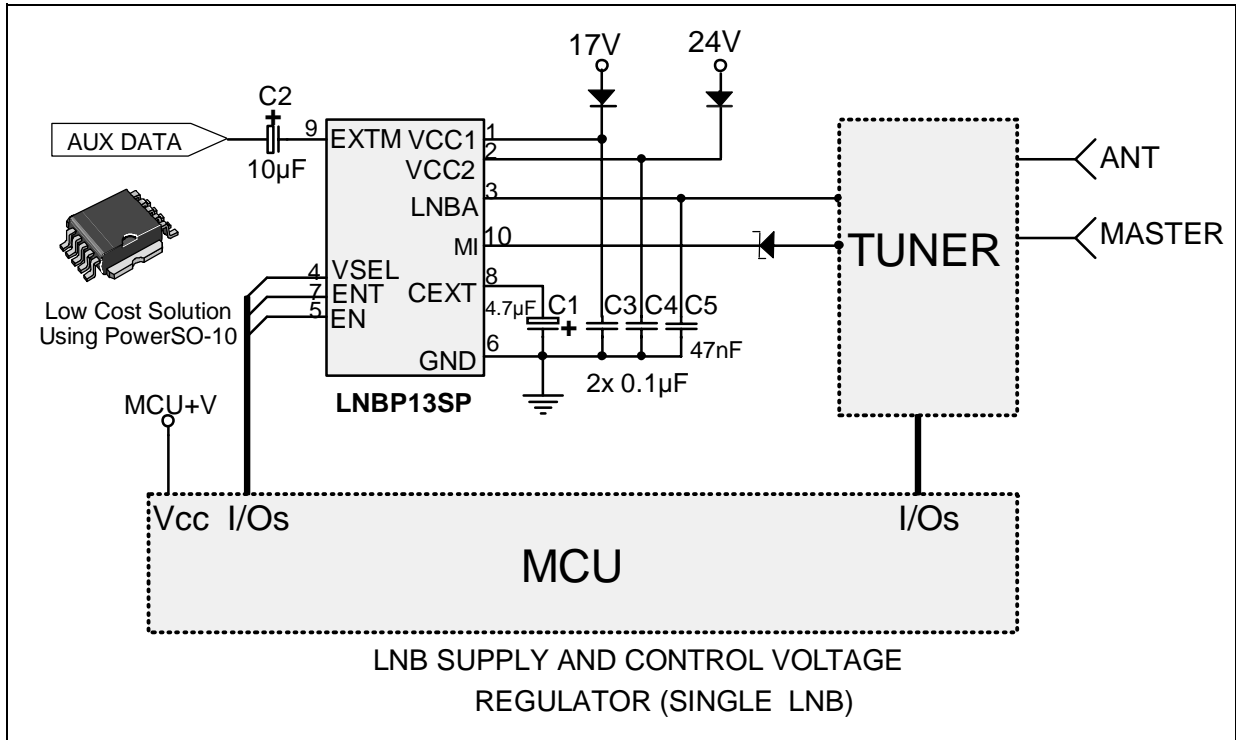 17V
24V
C2
+
AUX DATA
10µF
9
EXTM
VCC1
1
VCC2
2
LNBA
3
MI
10
VSEL
4
ENT
7
EN
5
CEXT
8
4.7µF
C1
+
C3
C4
C5
47nF
GND
6
2x 0.1µF
LNBP13SP
Low Cost Solution
Using PowerSO-10
TUNER
ANT
MASTER
MCU+V
Vcc
I/Os
I/Os
MCU
LNB SUPPLY AND CONTROL VOLTAGE
REGULATOR (SINGLE LNB)